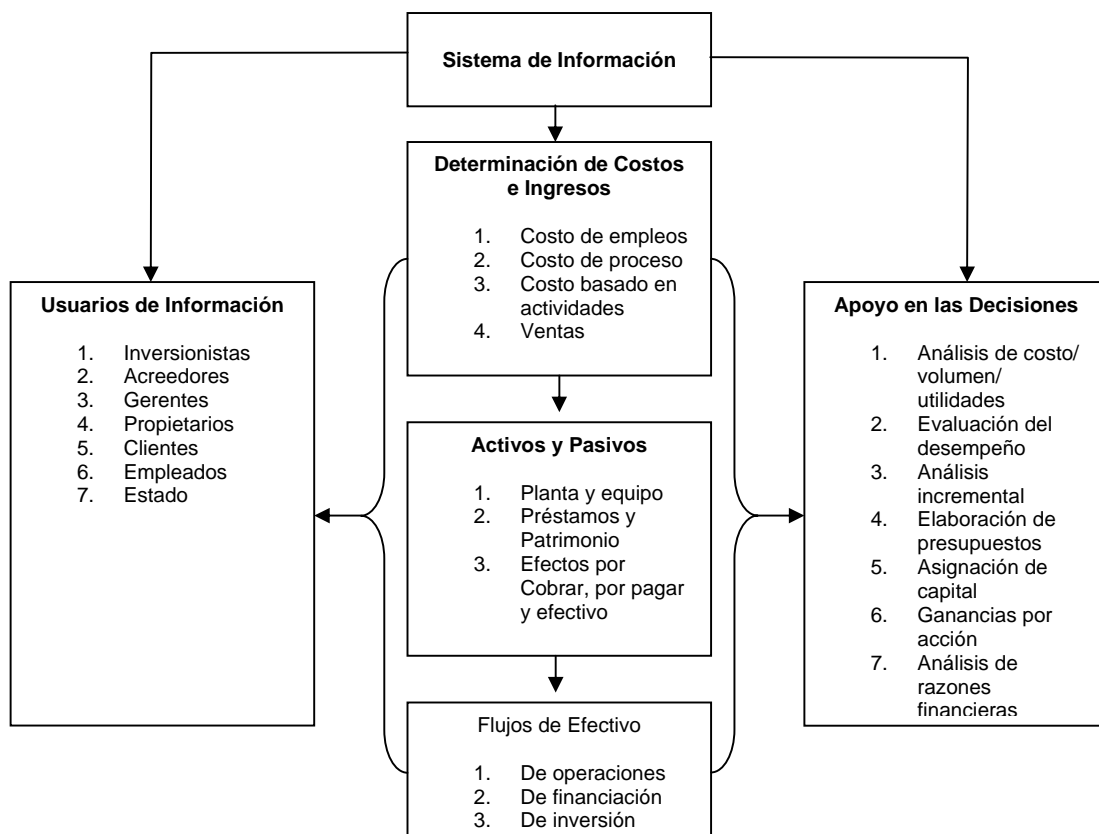 Sistema de Información
Determinación de Costos
e Ingresos
1. Costo de empleos
2. Costo de proceso
3. Costo basado en
actividades
4. Ventas
Usuarios de Información
1. Inversionistas
2. Acreedores
3. Gerentes
4. Propietarios
5. Clientes
6. Empleados
7. Estado
Activos y Pasivos
1. Planta y equipo
2. Préstamos y
Patrimonio
3. Efectos por
Cobrar, por pagar
y efectivo
Flujos de Efectivo
1. De operaciones
2. De financiación
3. De inversión
Apoyo en las Decisiones
1. Análisis de costo/
volumen/
utilidades
2. Evaluación del
desempeño
3. Análisis
incremental
4. Elaboración de
presupuestos
5. Asignación de
capital
6. Ganancias por
acción
7. Análisis de
razones
financieras